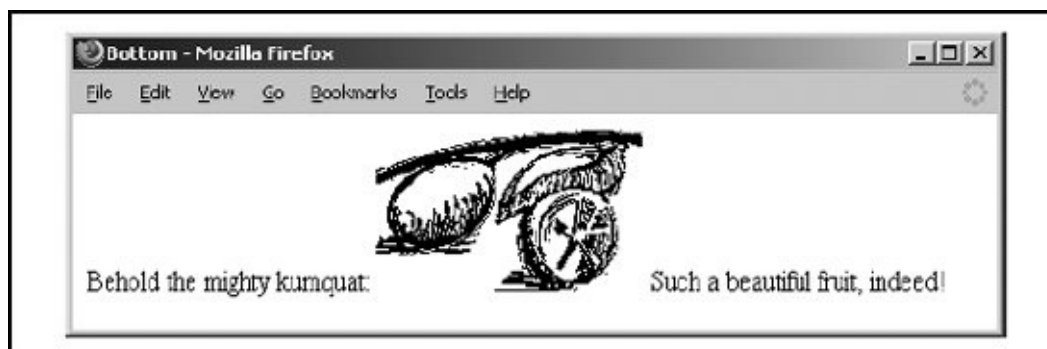 Bottom - Mozilla Firefox
File Edit View Go Bookmarks Tools Help
Behold the mighty kumquat: Such a beautiful fruit, indeed!